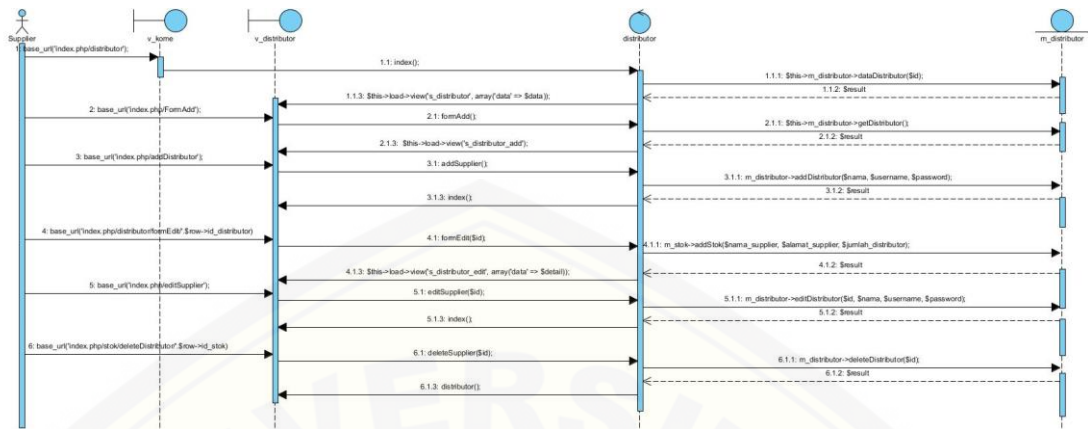 Supplier
v_kome
v_distributor
distributor
m_distributor
1: base_url('index.php/distributor');
1.1: index();
1.1.1: $this->m_distributor->dataDistributor($id);
1.1.2: $result
1.1.3: $this->load->view('s_distributor', array('data' => $data));
2: base_url('index.php/FormAdd');
2.1: formAdd();
2.1.1: $this->m_distributor->getDistributor();
2.1.2: $result
2.1.3: $this->load->view('s_distributor_add');
3: base_url('index.php/addDistributor');
3.1: addSupplier();
3.1.1: m_distributor->addDistributor($nama, $username, $password);
3.1.2: $result
3.1.3: index();
4: base_url('index.php/distributor/formEdit/'.$row->id_distributor)
4.1: formEdit($id);
4.1.1: m_stok->addStok($nama_supplier, $alamat_supplier, $jumlah_distributor);
4.1.2: $result
4.1.3: $this->load->view('s_distributor_edit', array('data' => $detail));
5: base_url('index.php/editSupplier');
5.1: editSupplier($id);
5.1.1: m_distributor->editDistributor($id, $nama, $username, $password);
5.1.2: $result
5.1.3: index();
6: base_url('index.php/stok/deleteDistributor/'.$row->id_stok)
6.1: deleteSupplier($id);
6.1.1: m_distributor->deleteDistributor($id);
6.1.2: $result
6.1.3: distributor();